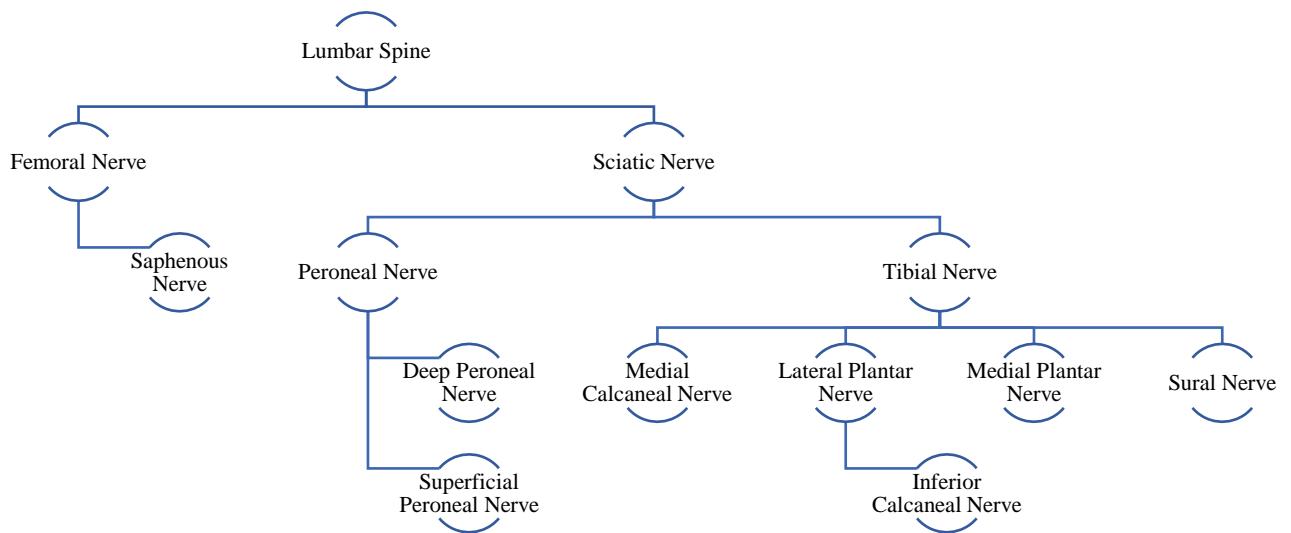 Lumbar Spine
Femoral Nerve
Sciatic Nerve
Saphenous
Nerve
Peroneal Nerve
Tibial Nerve
Deep Peroneal
Nerve
Medial
Calcaneal Nerve
Lateral Plantar
Nerve
Medial Plantar
Nerve
Sural Nerve
Superficial
Peroneal Nerve
Inferior
Calcaneal Nerve